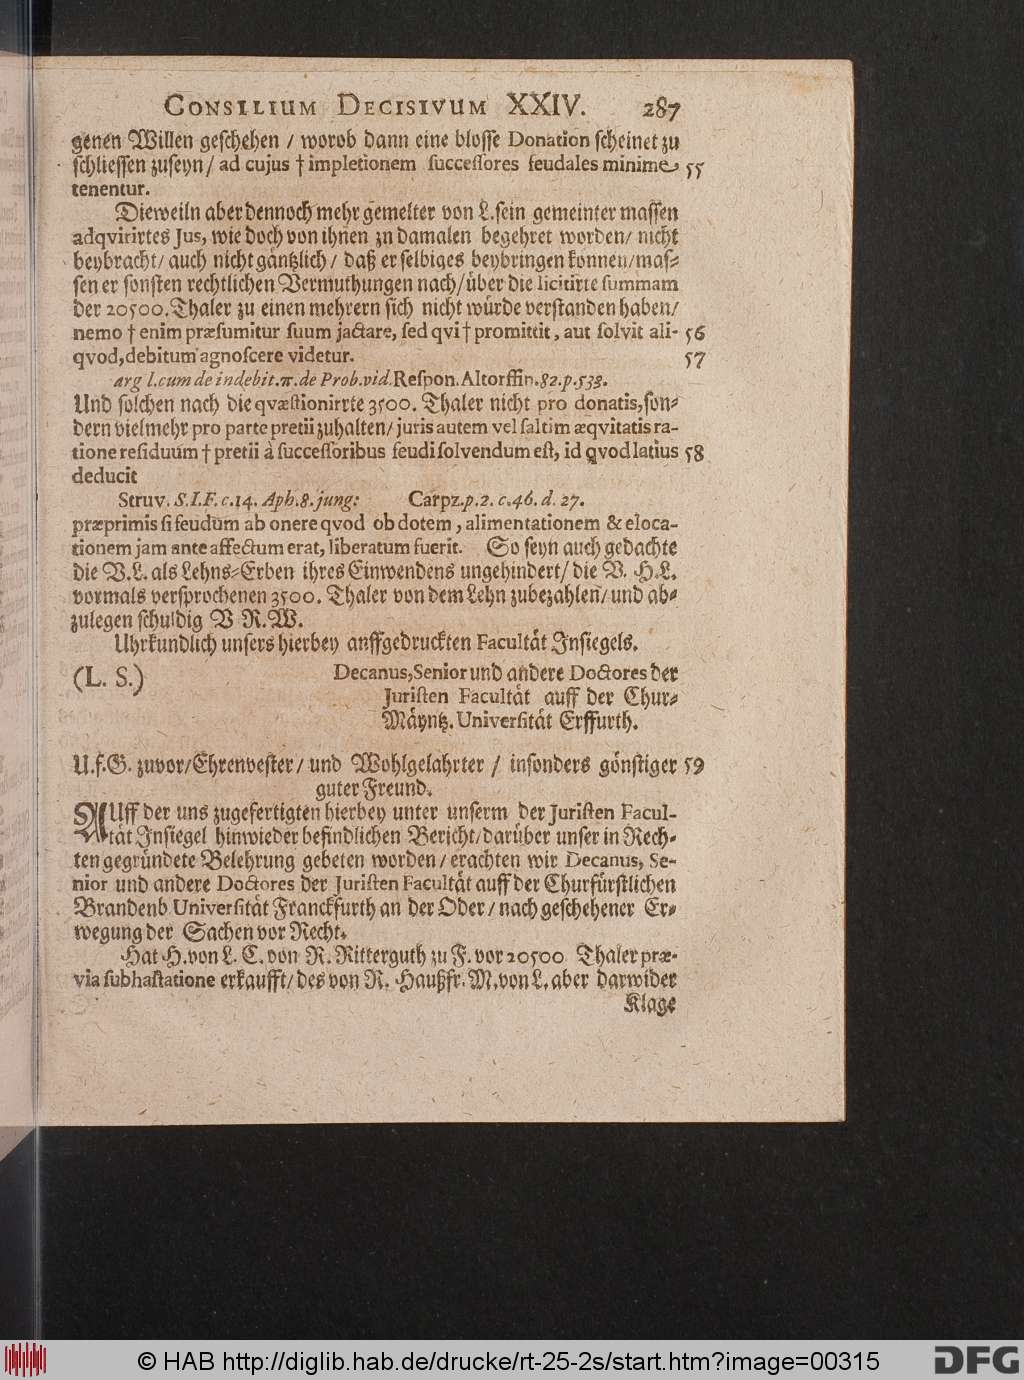 CONSILIUM DECISIVUM XXIV. 287
genen Willen geschehen / worob dann eine blosse Donation scheinet zu
schliessen zuseyn / ad cujus † impletionem successores feudales minime 55
tenentur.
Dieweiln aber dennoch mehr gemelter von L. sein gemeinter massen
adqvirirtes Jus, wie doch von ihnen zn damalen begehret worden / nicht
beybracht / auch nicht gäntzlich / daß er selbiges beybringen konnen / mas-
sen er sonsten rechtlichen Vermuthungen nach / über die licitirte summam
der 20500. Thaler zu einen mehrern sich nicht würde verstanden haben /
nemo † enim præsumitur suum jactare, sed qvi † promittit, aut solvit ali- 56
qvod, debitum agnoscere videtur. 57
arg l. cum de indebit. π. de Prob. vid. Respon. Altorffin. 82. p. 538.
Und solchen nach die qvæstionirrte 3500. Thaler nicht pro donatis, son-
dern vielmehr pro parte pretii zuhalten / juris autem vel saltim æqvitatis ra-
tione residuum † pretii à successoribus feudi solvendum est, id qvod latius 58
deducit
Struv. S. I. F. c. 14. Aph. 8. jung: Carpz. p. 2. c. 46. d. 27.
præprimis si feudum ab onere qvod ob dotem, alimentationem & eloca-
tionem jam ante affectum erat, liberatum fuerit. So seyn auch gedachte
die V. L. als Lehns-Erben ihres Einwendens ungehindert / die V. H. L.
vormals versprochenen 3500. Thaler von dem Lehn zubezahlen / und ab-
zulegen schuldig V R. W.
Uhrkundlich unsers hierbey anffgedruckten Facultät Insiegels.
(L. S.) Decanus, Senior und andere Doctores der
Juristen Facultät auff der Chur-
Mäyntz. Universität Erffurth.
U. f. G. zuvor / Ehrenvester / und Wohlgelahrter / insonders gönstiger 59
guter Freund.
AUff der uns zugefertigten hierbey unter unserm der Juristen Facul-
tät Insiegel hinwieder befindlichen Bericht / darüber unser in Rech-
ten gegründete Belehrung gebeten worden / erachten wir Decanus, Se-
nior und andere Doctores der Juristen Facultät auff der Churfürstlichen
Brandenb. Universität Franckfurth an der Oder / nach geschehener Er-
wegung der Sachen vor Recht.
Hat H. von L. C. von R. Ritterguth zu F. vor 20500 Thaler præ-
via subhastatione erkaufft / des von R. Haußfr. M. von L. aber darwider
Klage
© HAB http://diglib.hab.de/drucke/rt-25-2s/start.htm?image=00315
DFG